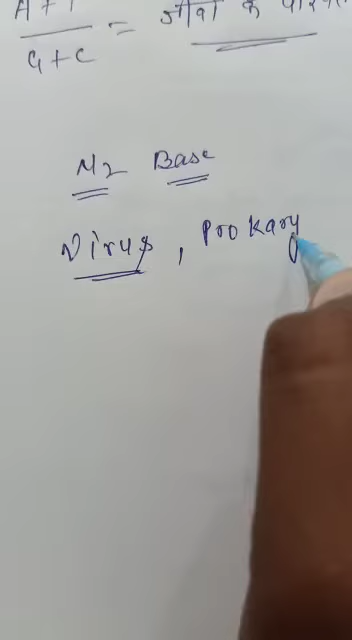 A+T
G+C = जीवों के
N2 Base
Virus, Prokary